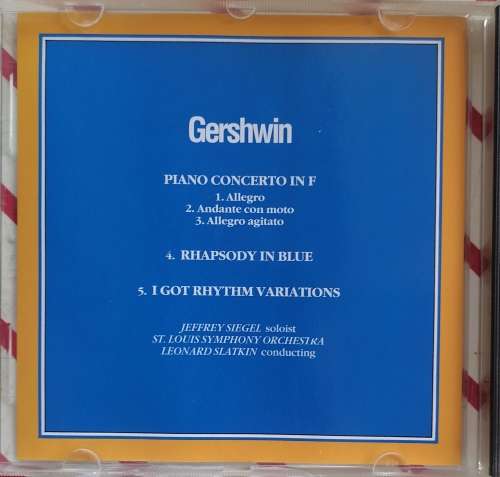 Gershwin
PIANO CONCERTO IN F
1. Allegro
2. Andante con moto
3. Allegro agitato
4. RHAPSODY IN BLUE
5. I GOT RHYTHM VARIATIONS
JEFFREY SIEGEL soloist
ST. LOUIS SYMPHONY ORCHESTRA
LEONARD SLATKIN conducting